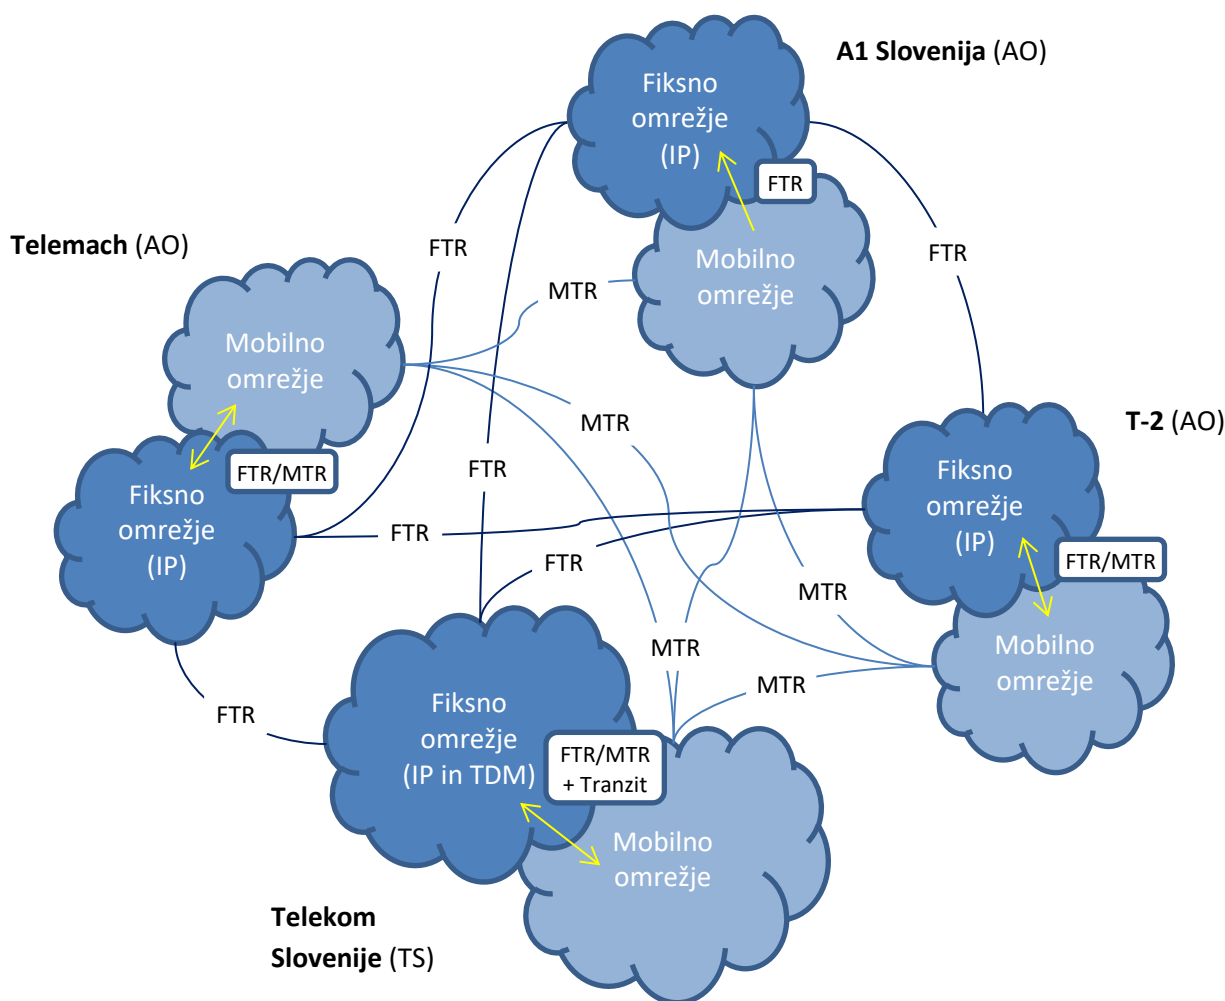 A1 Slovenija (AO)
Fiksno
omrežje
(IP)
FTR
Mobilno
omrežje
Telemach (AO)
FTR
FTR
MTR
Mobilno
omrežje
FTR/MTR
Fiksno
omrežje
(IP)
MTR
T-2 (AO)
FTR
Fiksno
omrežje
(IP)
FTR/MTR
FTR
FTR
MTR
Mobilno
omrežje
MTR
MTR
FTR
Fiksno
omrežje
(IP in TDM)
FTR/MTR
+ Tranzit
Mobilno
omrežje
Telekom
Slovenije (TS)